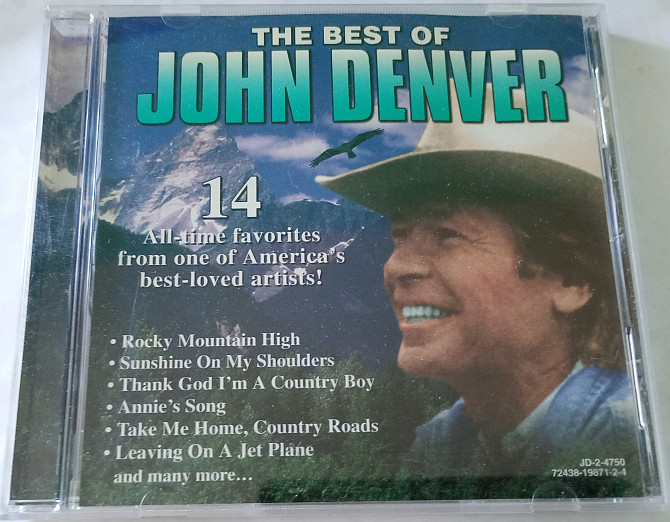 THE BEST OF
JOHN DENVER
14
All-time favorites
from one of America's
best-loved artists!
• Rocky Mountain High
• Sunshine On My Shoulders
• Thank God I'm A Country Boy
• Annie's Song
• Take Me Home, Country Roads
• Leaving On A Jet Plane
and many more...
JD-2-4750
72438-19871-2-4